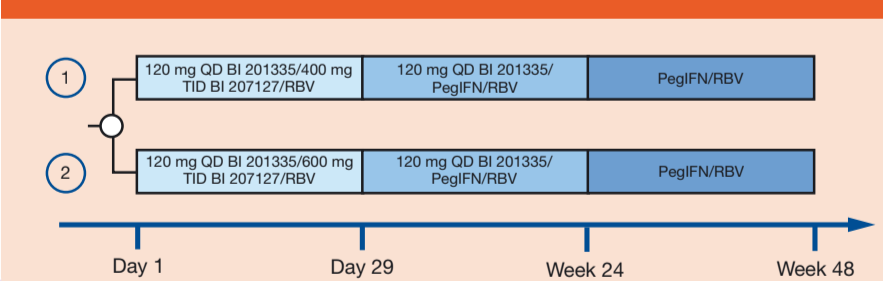 1
120 mg QD BI 201335/400 mg
TID BI 207127/RBV
120 mg QD BI 201335/
PegIFN/RBV
PegIFN/RBV
2
120 mg QD BI 201335/600 mg
TID BI 207127/RBV
120 mg QD BI 201335/
PegIFN/RBV
PegIFN/RBV
Day 1
Day 29
Week 24
Week 48